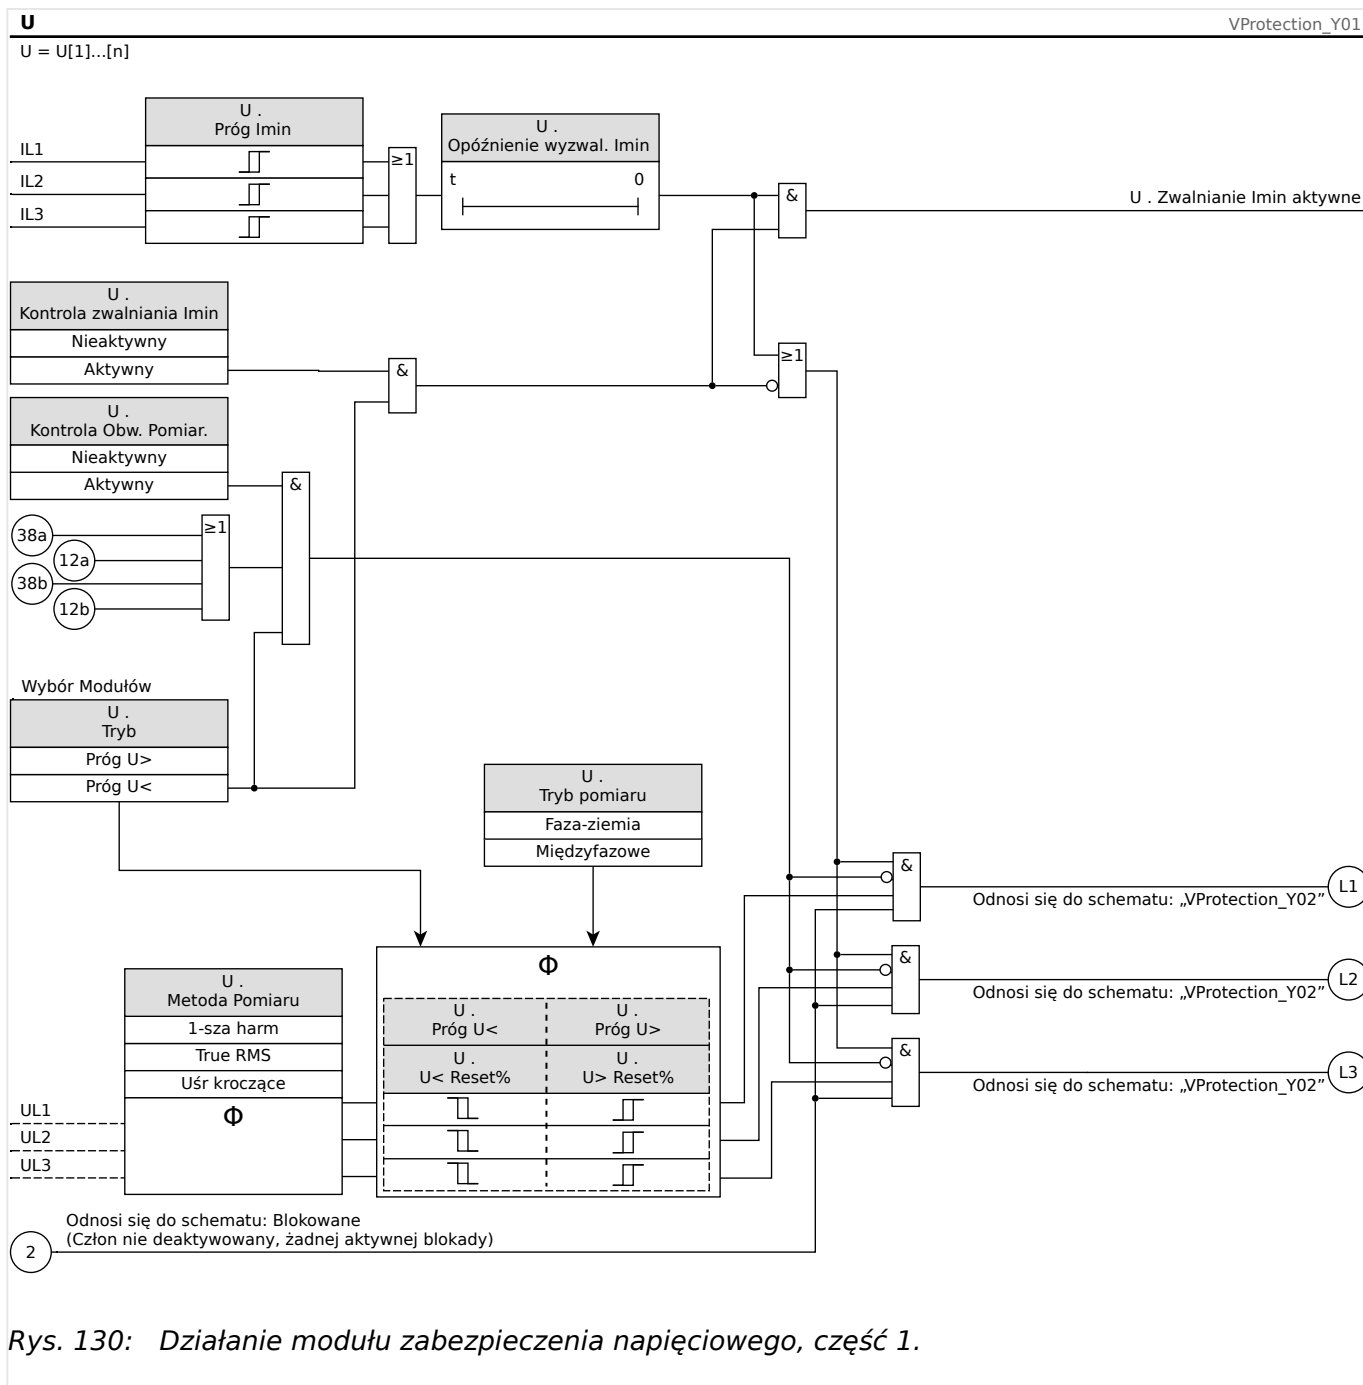 U
VProtection_Y01
U = U[1]...[n]
U .
Próg Imin
IL1
IL2
IL3
≥1
U .
Opóźnienie wyzwal. Imin
t
0
&
U . Zwalnianie Imin aktywne
U .
Kontrola zwalniania Imin
Nieaktywny
Aktywny
&
≥1
U .
Kontrola Obw. Pomiar.
Nieaktywny
Aktywny
&
38a
12a
38b
12b
≥1
Wybór Modułów
U .
Tryb
Próg U>
Próg U<
U .
Tryb pomiaru
Faza-ziemia
Międzyfazowe
&
L1
Odnosi się do schematu: „VProtection_Y02”
&
L2
Odnosi się do schematu: „VProtection_Y02”
&
L3
Odnosi się do schematu: „VProtection_Y02”
Φ
U .
Próg U<
U .
Próg U>
U .
U< Reset%
U .
U> Reset%
U .
Metoda Pomiaru
1-sza harm
True RMS
Uśr kroczące
Φ
UL1
UL2
UL3
Odnosi się do schematu: Blokowane
(Człon nie deaktywowany, żadnej aktywnej blokady)
2
Rys. 130: Działanie modułu zabezpieczenia napięciowego, część 1.